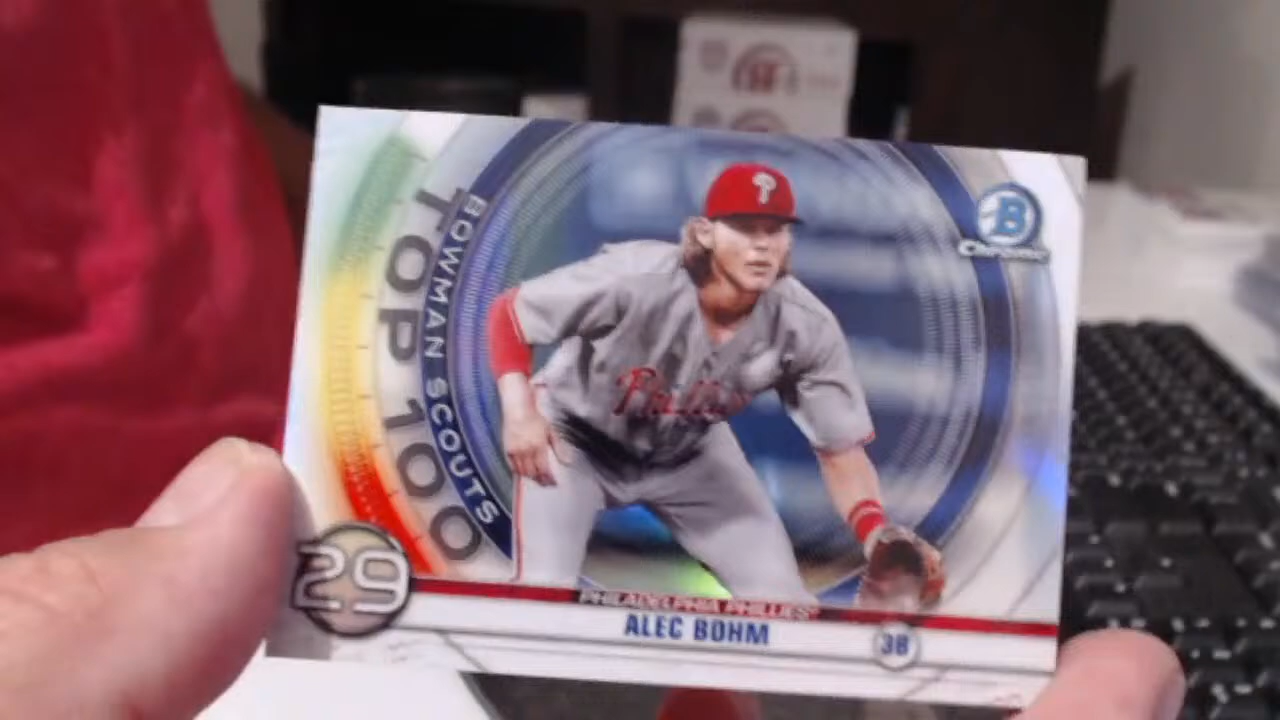 BOWMAN SCOUTS
TOP 100
B
Chrome
P
Phillies
29
PHILADELPHIA PHILLIES
ALEC BOHM
3B